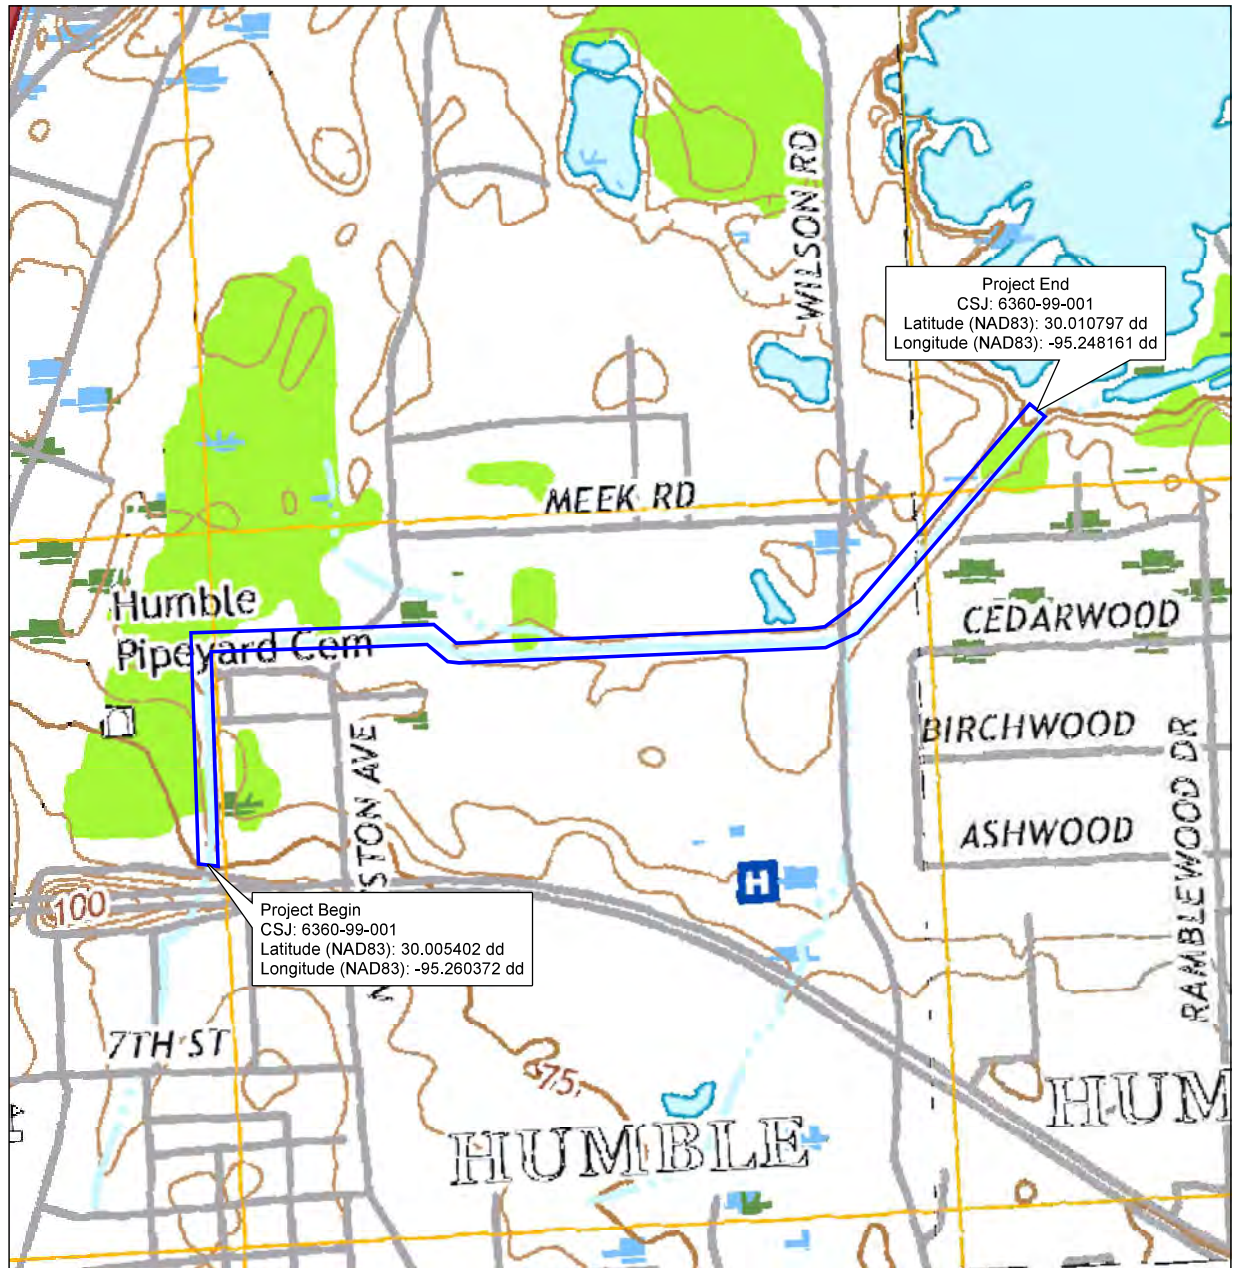 WILSON RD
Project End
CSJ: 6360-99-001
Latitude (NAD83): 30.010797 dd
Longitude (NAD83): -95.248161 dd
MEEK RD
Humble
Pipeyard Cem
CEDARWOOD
BIRCHWOOD
RAMBLEWOOD DR
STON AVE
ASHWOOD
H
100
Project Begin
CSJ: 6360-99-001
Latitude (NAD83): 30.005402 dd
Longitude (NAD83): -95.260372 dd
7TH ST
75
HUMBLE
HUM